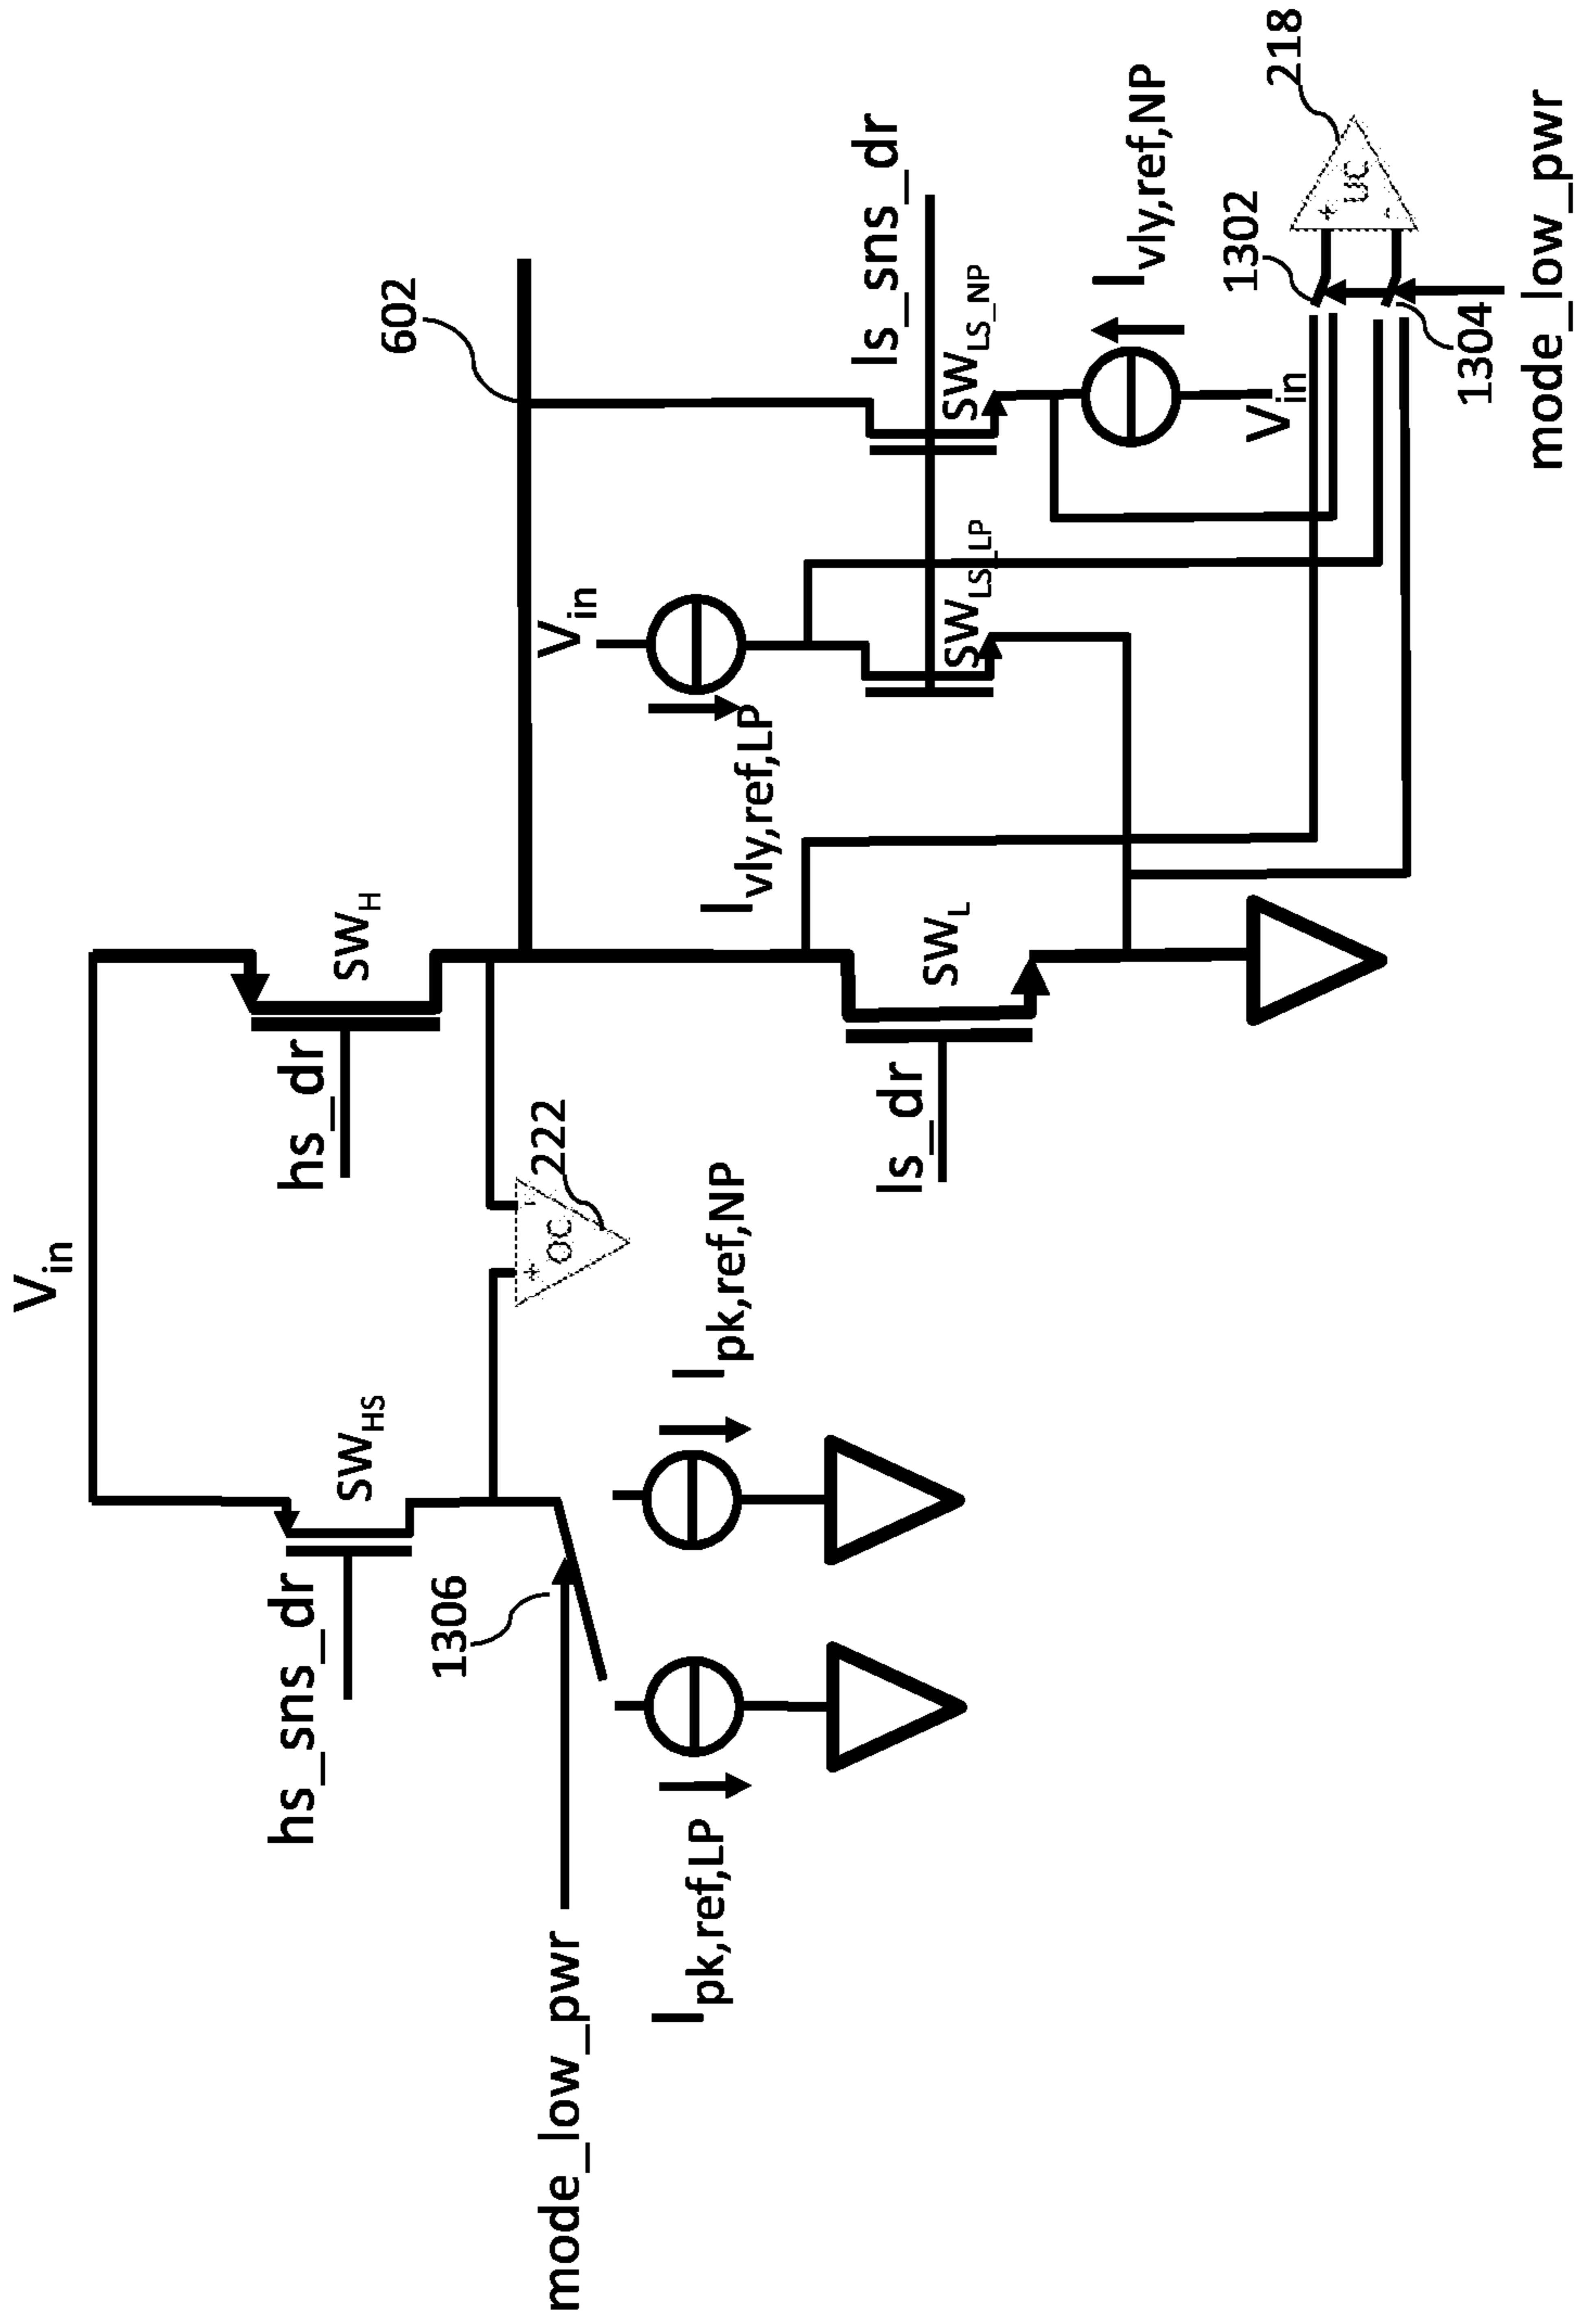 V_in
hs_sns_dr
SW_HS
hs_dr
SW_H
602
1306
+
-
OC
222
mode_low_pwr
I_pk,ref,LP
I_pk,ref,NP
ls_dr
SW_L
V_in
I_vly,ref,LP
SW_LS_LP
ls_sns_dr
SW_LS_NP
I_vly,ref,NP
V_in
1302
218
+
-
UC
1304
mode_low_pwr